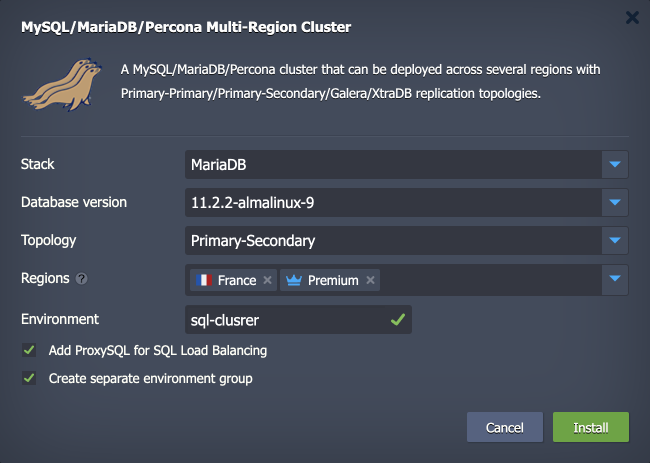 MySQL/MariaDB/Percona Multi-Region Cluster
A MySQL/MariaDB/Percona cluster that can be deployed across several regions with
Primary-Primary/Primary-Secondary/Galera/XtraDB replication topologies.
Stack MariaDB
Database version 11.2.2-almalinux-9
Topology Primary-Secondary
Regions ? France × Premium ×
Environment sql-clusrer
Add ProxySQL for SQL Load Balancing
Create separate environment group
Cancel Install